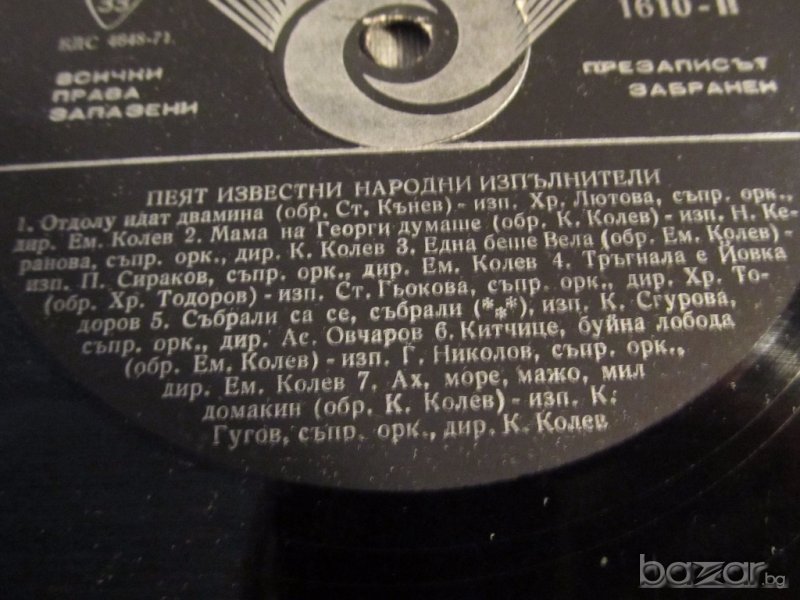 33
1610-II
БДС 4848-71.
ВСИЧКИ
ПРАВА
ЗАПАЗЕНИ
ПРЕЗАПИСЪТ
ЗАБРАНЕН
ПЕЯТ ИЗВЕСТНИ НАРОДНИ ИЗПЪЛНИТЕЛИ
1. Отдолу идат двамина (обр. Ст. Кънев) - изп. Хр. Лютова, съпр. орк.,
дир. Ем. Колев 2. Мама на Георги думаше (обр. К. Колев) - изп. Н. Ке-
ранова, съпр. орк., дир. К. Колев 3. Една беше Вела (обр. Ем. Колев) -
изп. П. Сираков, съпр. орк., дир. Ем. Колев 4. Тръгнала е Йовка
(обр. Хр. Тодоров) - изп. Ст. Гьокова, съпр. орк., дир. Хр. То-
доров 5. Събрали са се, събрали (***), изп. К. Сгурова,
съпр. орк., дир. Ас. Овчаров 6. Китчице, буйна лобода
(обр. Ем. Колев) - изп. Г. Николов, съпр. орк.,
дир. Ем. Колев 7. Ах, море, мажо, мил
домакин (обр. К. Колев) - изп. К.
Гугов, съпр. орк., дир. К. Колев
bazar.bg